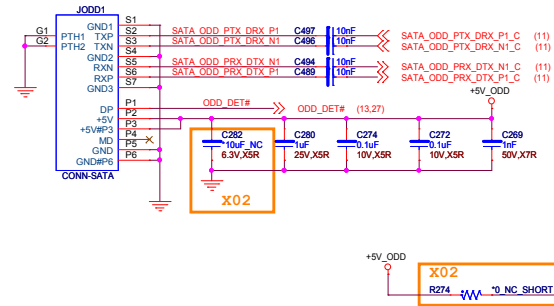 JODD1
G1 PTH1 GND1 S1
G2 PTH2 TXP S2 SATA_ODD_PTX_DRX_P1 C497 10nF SATA_ODD_PTX_DRX_P1_C (11)
TXN S3 SATA_ODD_PTX_DRX_N1 C496 10nF SATA_ODD_PTX_DRX_N1_C (11)
GND2 S4
RXN S5 SATA_ODD_PRX_DTX_N1 C494 10nF SATA_ODD_PRX_DTX_N1_C (11)
RXP S6 SATA_ODD_PRX_DTX_P1 C489 10nF SATA_ODD_PRX_DTX_P1_C (11)
GND3 S7
+5V_ODD
DP P1 ODD_DET# ODD_DET# (13,27)
+5V P2
+5V#P3 P3
MD P4
GND P5
GND#P6 P6
CONN-SATA
C282 C280 C274 C272 C269
*10uF_NC 1uF 0.1uF 0.1uF 1nF
6.3V,X5R 25V,X5R 10V,X5R 10V,X5R 50V,X7R
X02
+5V_ODD
X02
R274 *0_NC_SHORT